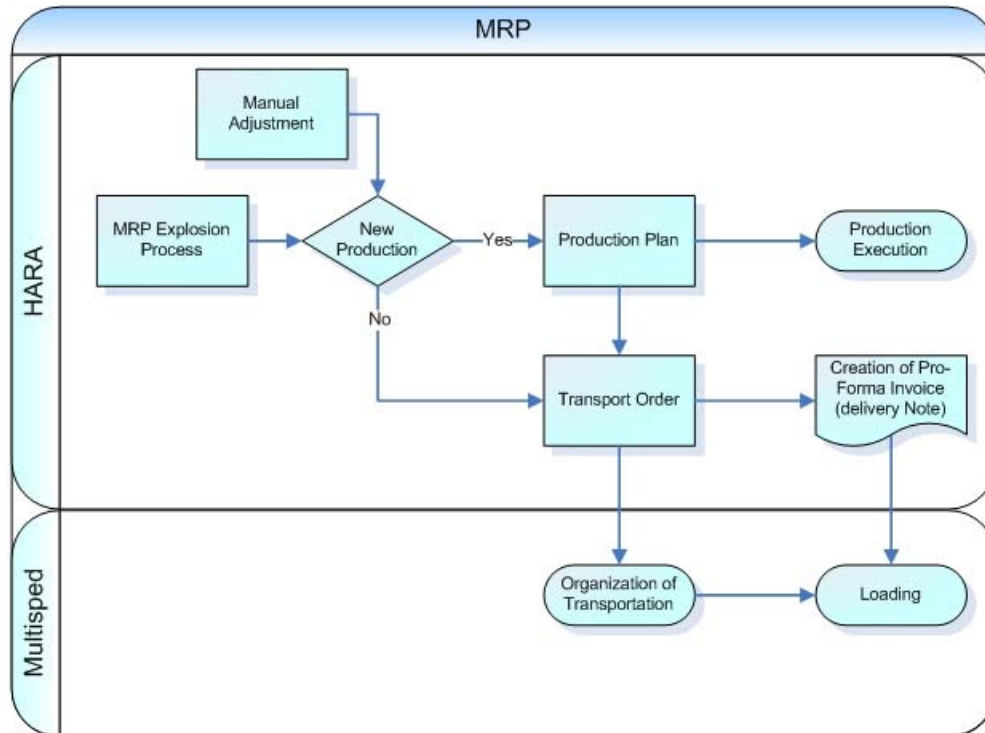 MRP
HARA
Manual
Adjustment
MRP Explosion
Process
New
Production
Yes
Production Plan
Production
Execution
No
Transport Order
Creation of Pro-
Forma Invoice
(delivery Note)
Multisped
Organization of
Transportation
Loading